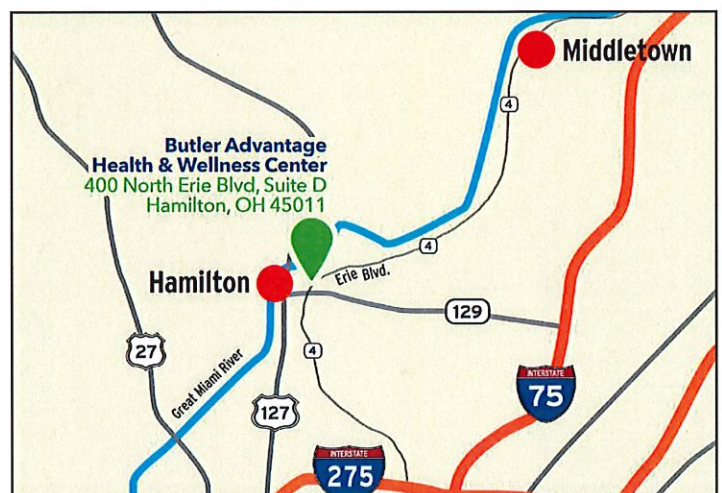 Middletown
4
Butler Advantage
Health & Wellness Center
400 North Erie Blvd, Suite D
Hamilton, OH 45011
4
Erie Blvd.
Hamilton
129
27
4
Great Miami River
127
INTERSTATE
75
INTERSTATE
275